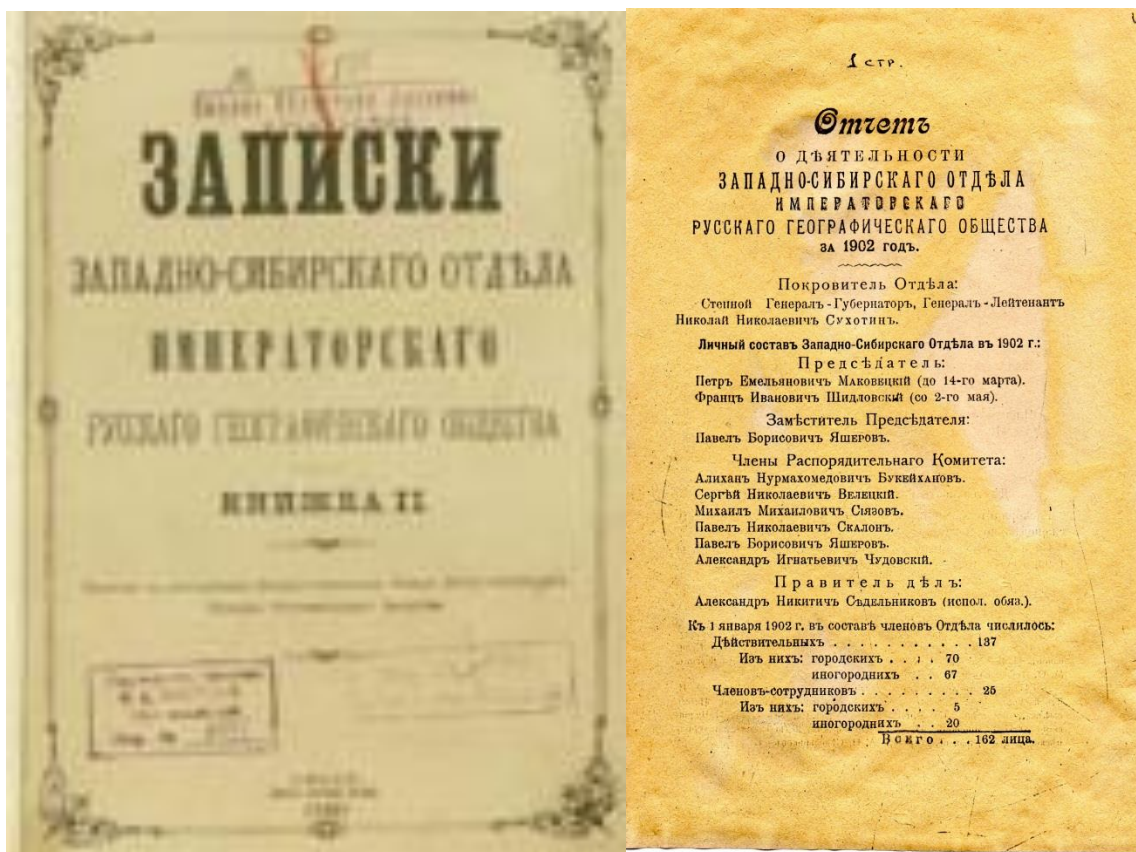 ЗАПИСКИ
ЗАПАДНО-СИБИРСКАГО ОТДѢЛА
ИМПЕРАТОРСКАГО
РУССКАГО ГЕОГРАФИЧЕСКАГО ОБЩЕСТВА
КНИЖКА II
1 стр.
Отчетъ
О ДѢЯТЕЛЬНОСТИ
ЗАПАДНО-СИБИРСКАГО ОТДѢЛА
ИМПЕРАТОРСКАГО
РУССКАГО ГЕОГРАФИЧЕСКАГО ОБЩЕСТВА
ЗА 1902 ГОДЪ.
Покровитель Отдѣла:
Степной Генералъ-Губернаторъ, Генералъ-Лейтенантъ
Николай Николаевичъ Сухотинъ.
Личный составъ Западно-Сибирскаго Отдѣла въ 1902 г.:
Предсѣдатель:
Петръ Емельяновичъ Маковецкій (до 14-го марта).
Францъ Ивановичъ Шидловскій (со 2-го мая).
Замѣститель Предсѣдателя:
Павелъ Борисовичъ Яшеровъ.
Члены Распорядительнаго Комитета:
Алиханъ Нурмахомедовичъ Букейхановъ.
Сергѣй Николаевичъ Велецкій.
Михаилъ Михаиловичъ Сіязовъ.
Павелъ Николаевичъ Скалонъ.
Павелъ Борисовичъ Яшеровъ.
Александръ Игнатьевичъ Чудовскій.
Правитель дѣлъ:
Александръ Никитичъ Сѣдельниковъ (испол. обяз.).
Къ 1 января 1902 г. въ составѣ членовъ Отдѣла числилось:
Дѣйствительныхъ . . . . . . . . . . . 137
Изъ нихъ: городскихъ . . . . 70
иногороднихъ . . 67
Членовъ-сотрудниковъ . . . . . . . . . 25
Изъ нихъ: городскихъ . . . . 5
иногороднихъ . . 20
Всего . . . 162 лица.